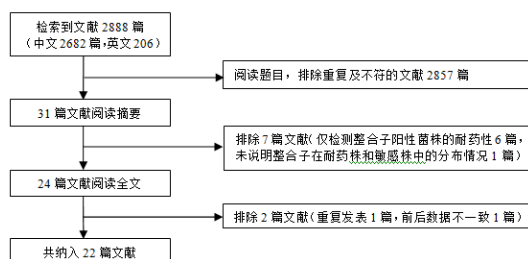 检索到文献 2888 篇
（中文 2682 篇，英文 206）
阅读题目，排除重复及不符的文献 2857 篇
31 篇文献阅读摘要
排除 7 篇文献（仅检测整合子阳性菌株的耐药性 6 篇，
未说明整合子在耐药株和敏感株中的分布情况 1 篇）
24 篇文献阅读全文
排除 2 篇文献（重复发表 1 篇，前后数据不一致 1 篇）
共纳入 22 篇文献